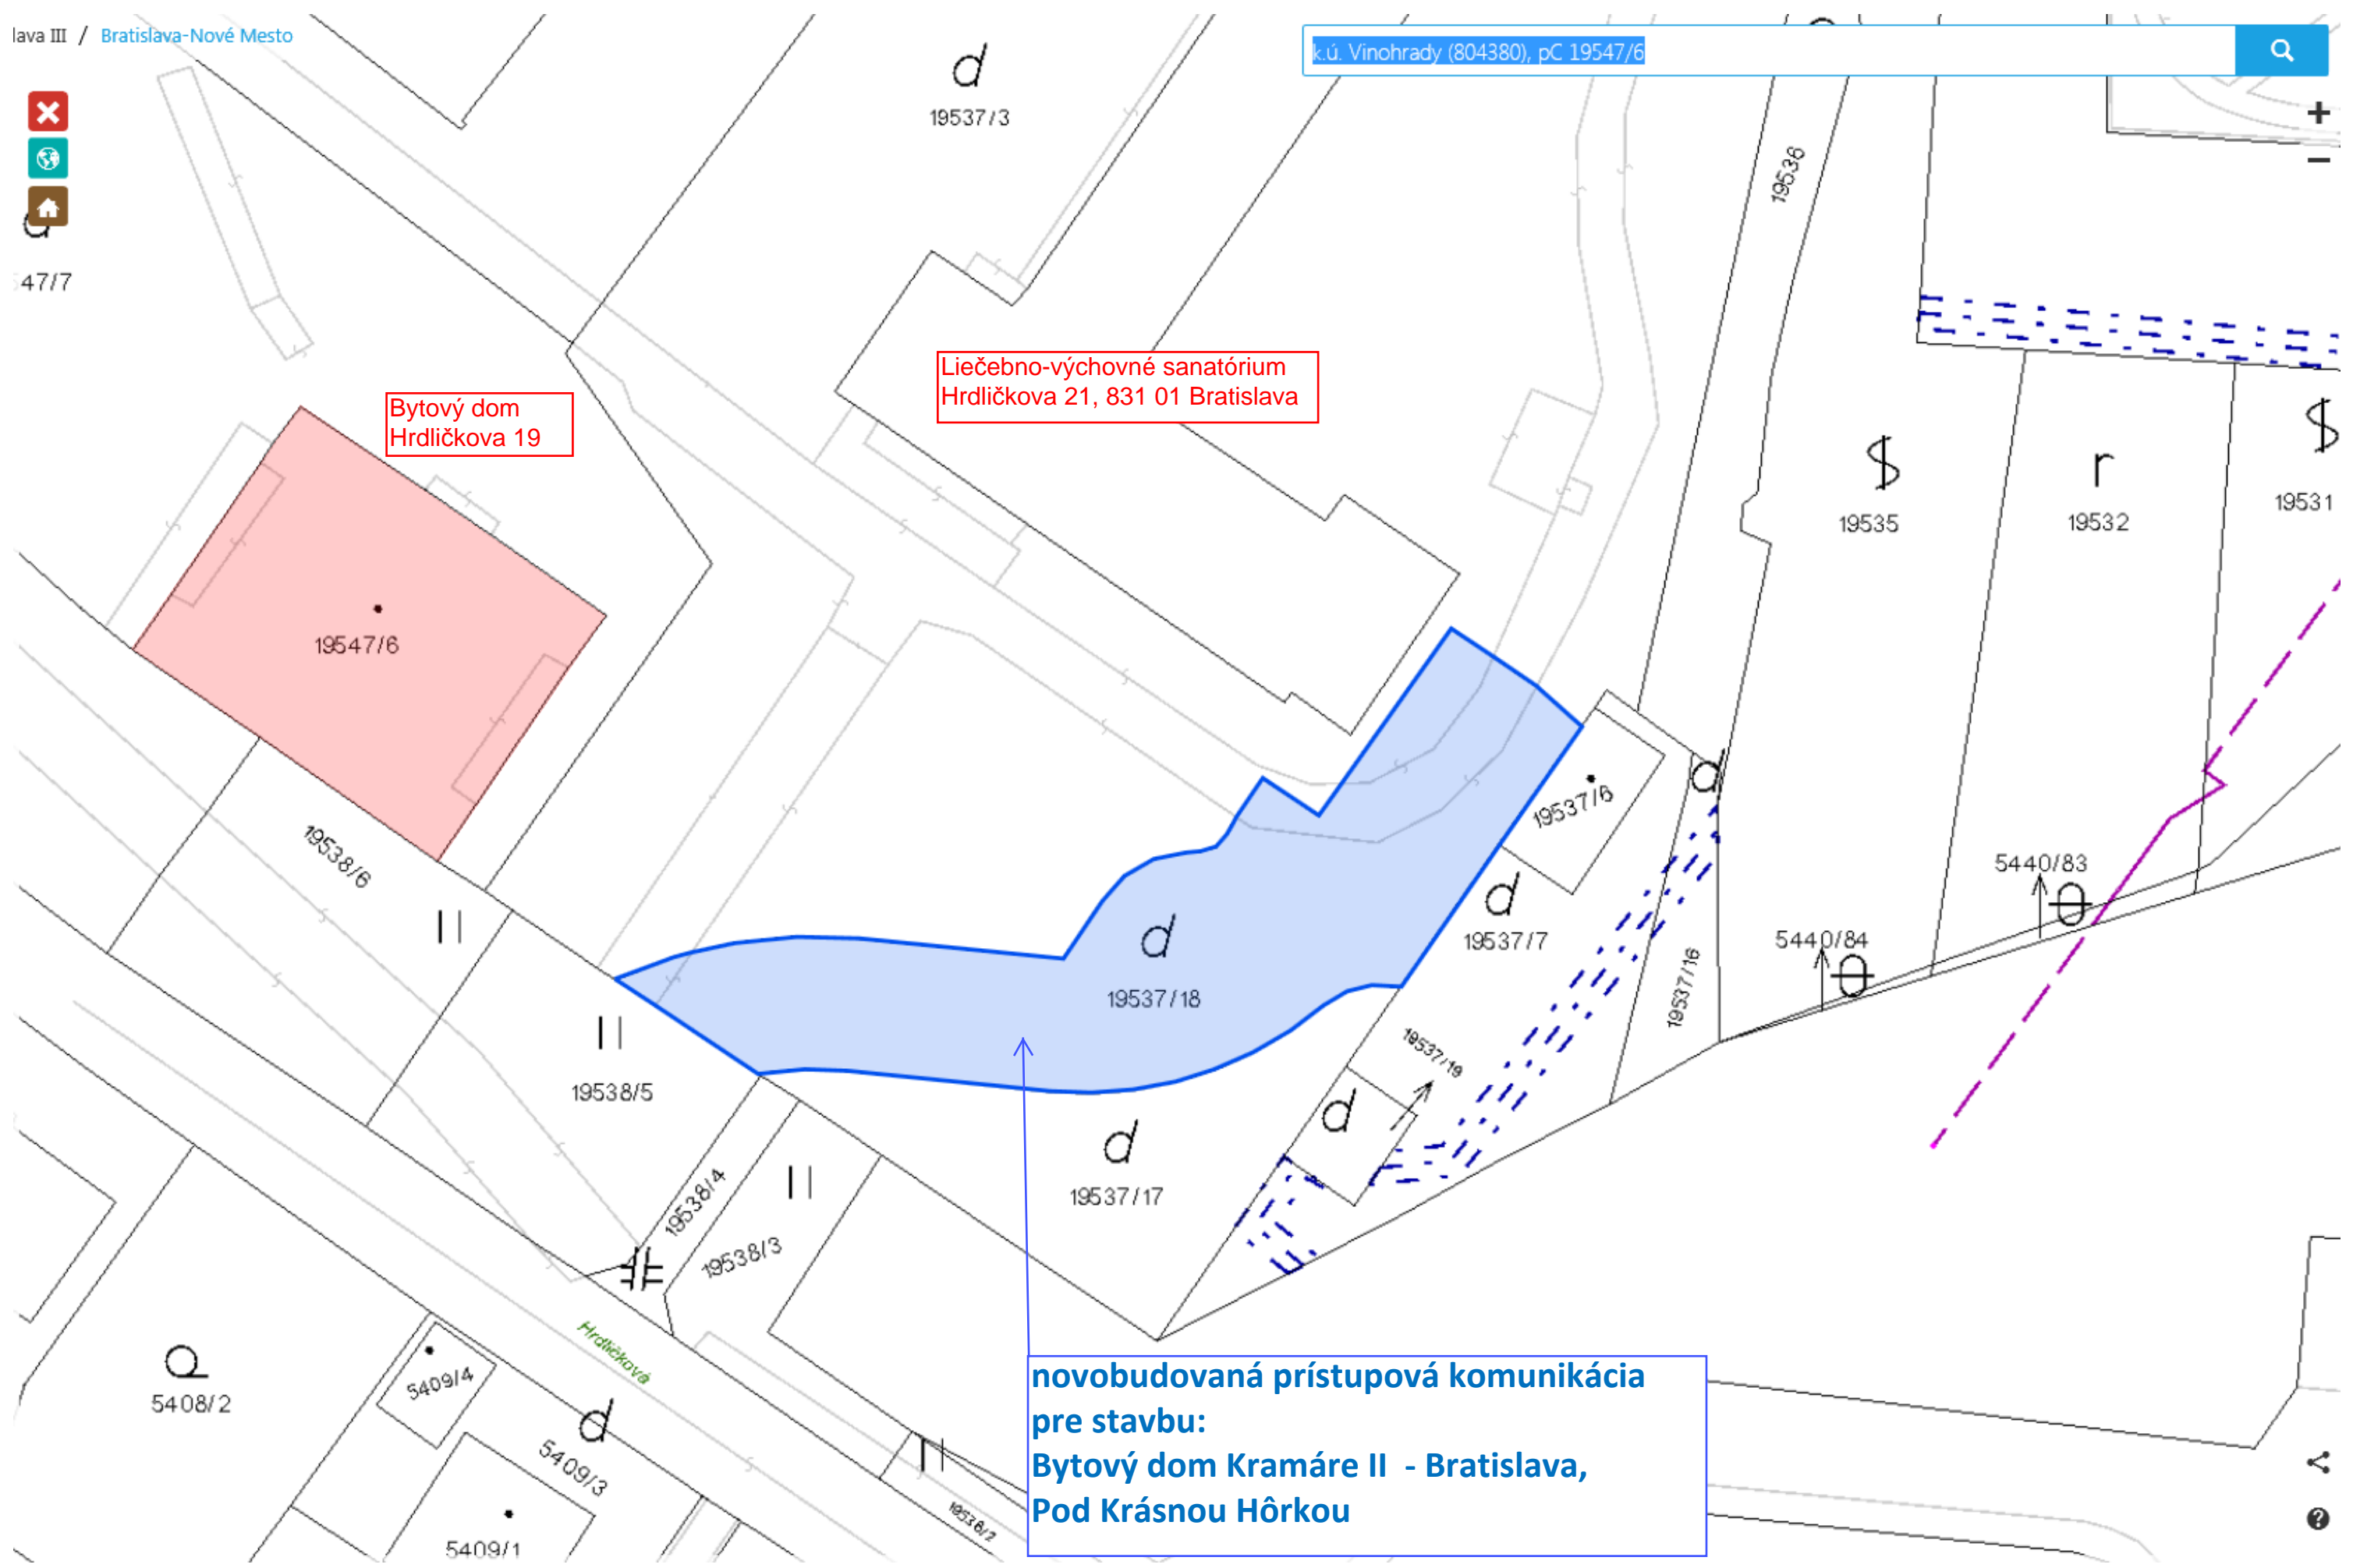 lava III / Bratislava-Nové Mesto
k.ú. Vinohrady (804380), pC 19547/6
d
19537/3
19536
47/7
Liečebno-výchovné sanatórium
Hrdličkova 21, 831 01 Bratislava
Bytový dom
Hrdličkova 19
19535
r
19532
19531
19547/6
d
19537/6
19538/6
5440/83
d
19537/7
5440/84
d
19537/18
19537/16
19537/19
19538/5
d
d
19537/17
19538/4
19538/3
Hrdličkova
5408/2
5409/4
d
5409/3
19538/2
5409/1
novobudovaná prístupová komunikácia
pre stavbu:
Bytový dom Kramáre II - Bratislava,
Pod Krásnou Hôrkou